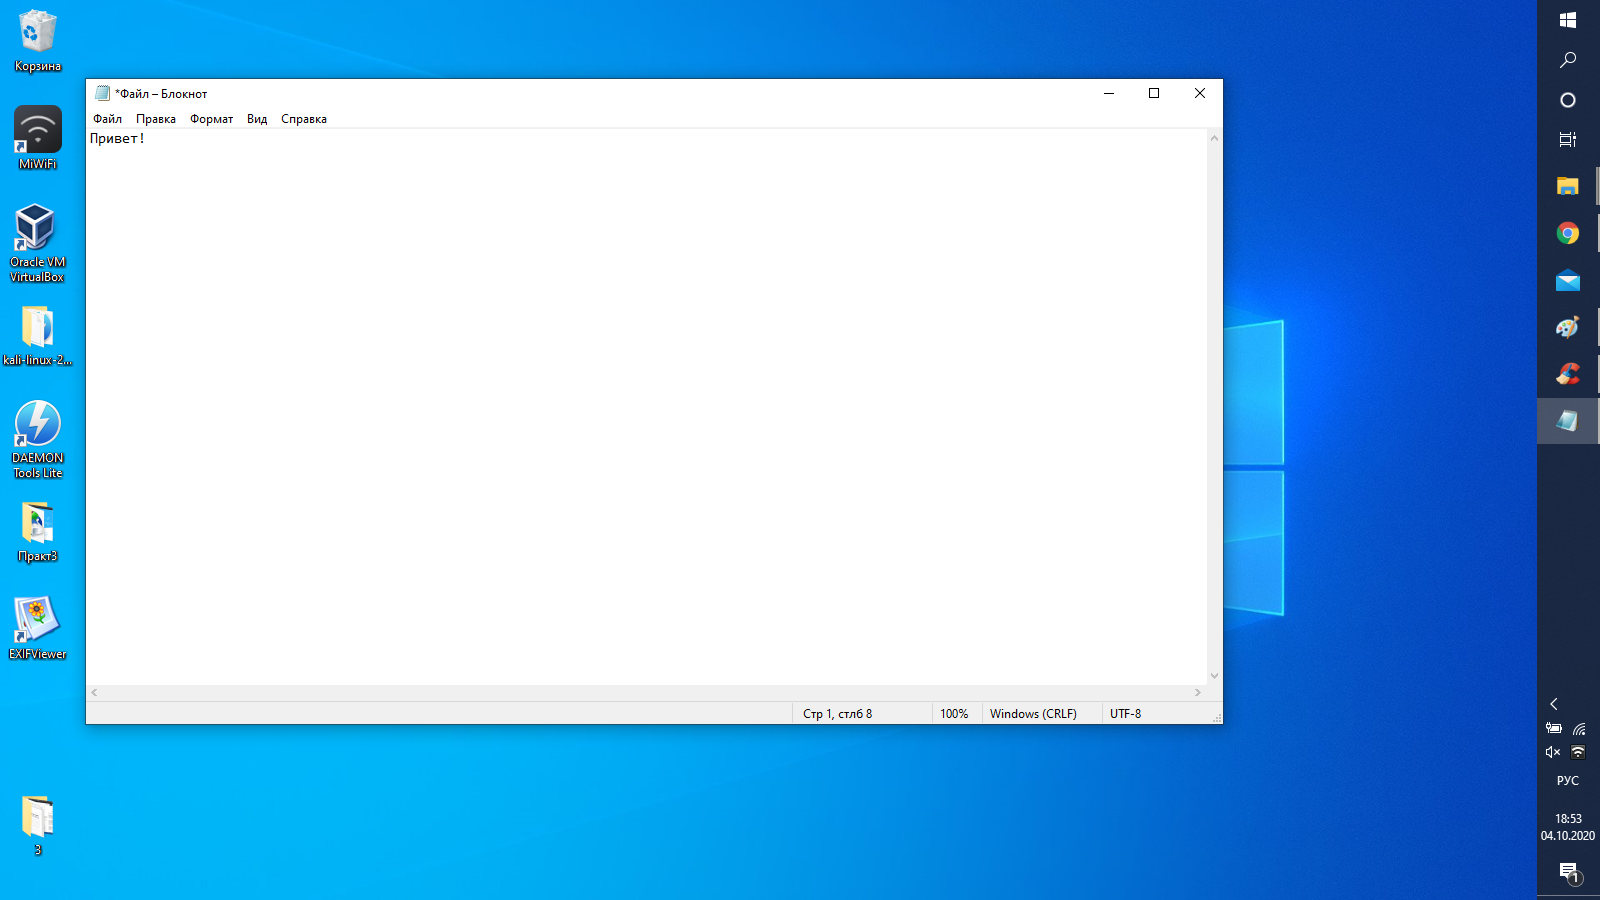 Корзина
MiWiFi
Oracle VM
VirtualBox
kali-linux-2...
DAEMON
Tools Lite
Практ3
EXIFViewer
3
*Файл – Блокнот
Файл Правка Формат Вид Справка
Привет!
Стр 1, стлб 8 100% Windows (CRLF) UTF-8
РУС
18:53
04.10.2020
1